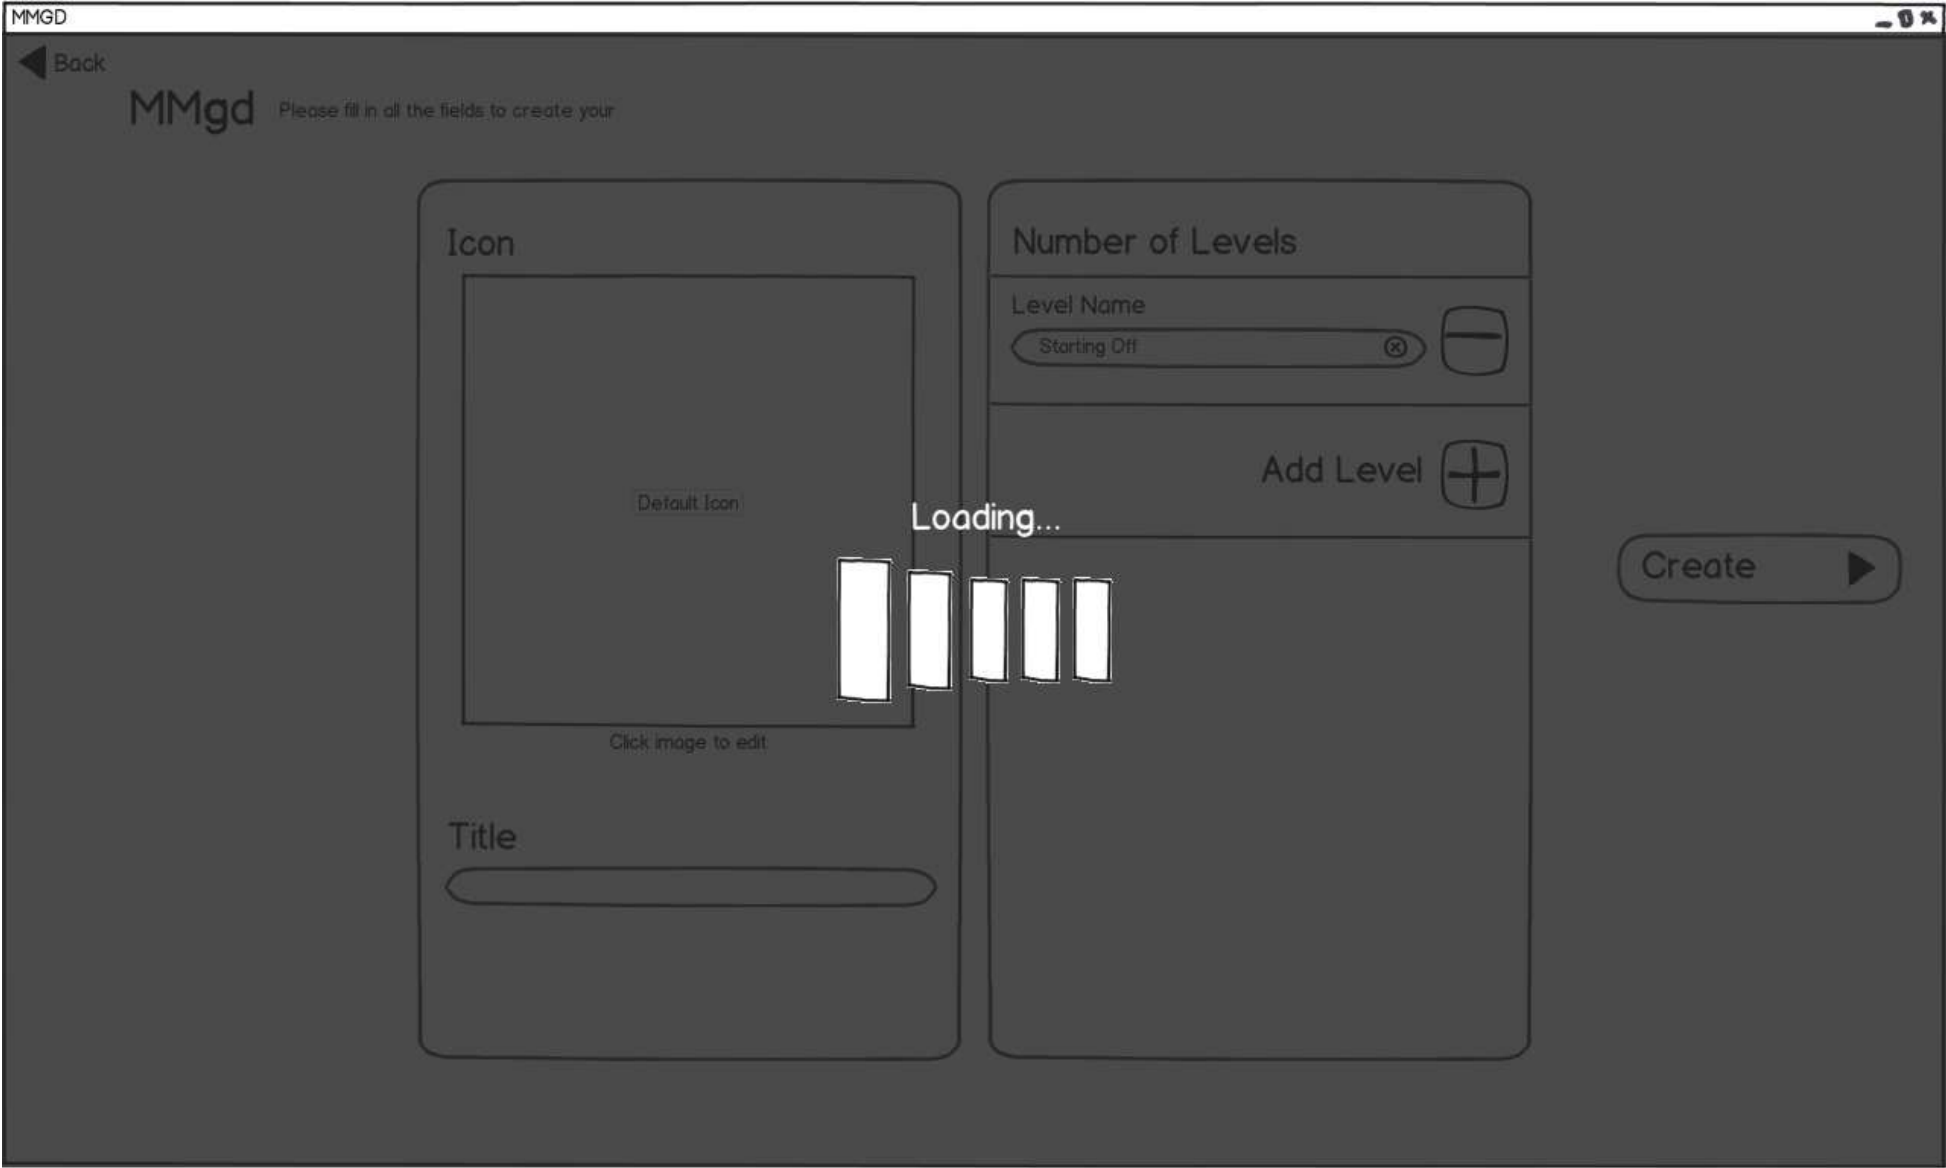 MMGD
Back
MMgd Please fill in all the fields to create your
Icon
Default Icon
Click image to edit
Title
Number of Levels
Level Name
Starting Off
Add Level
Loading...
Create